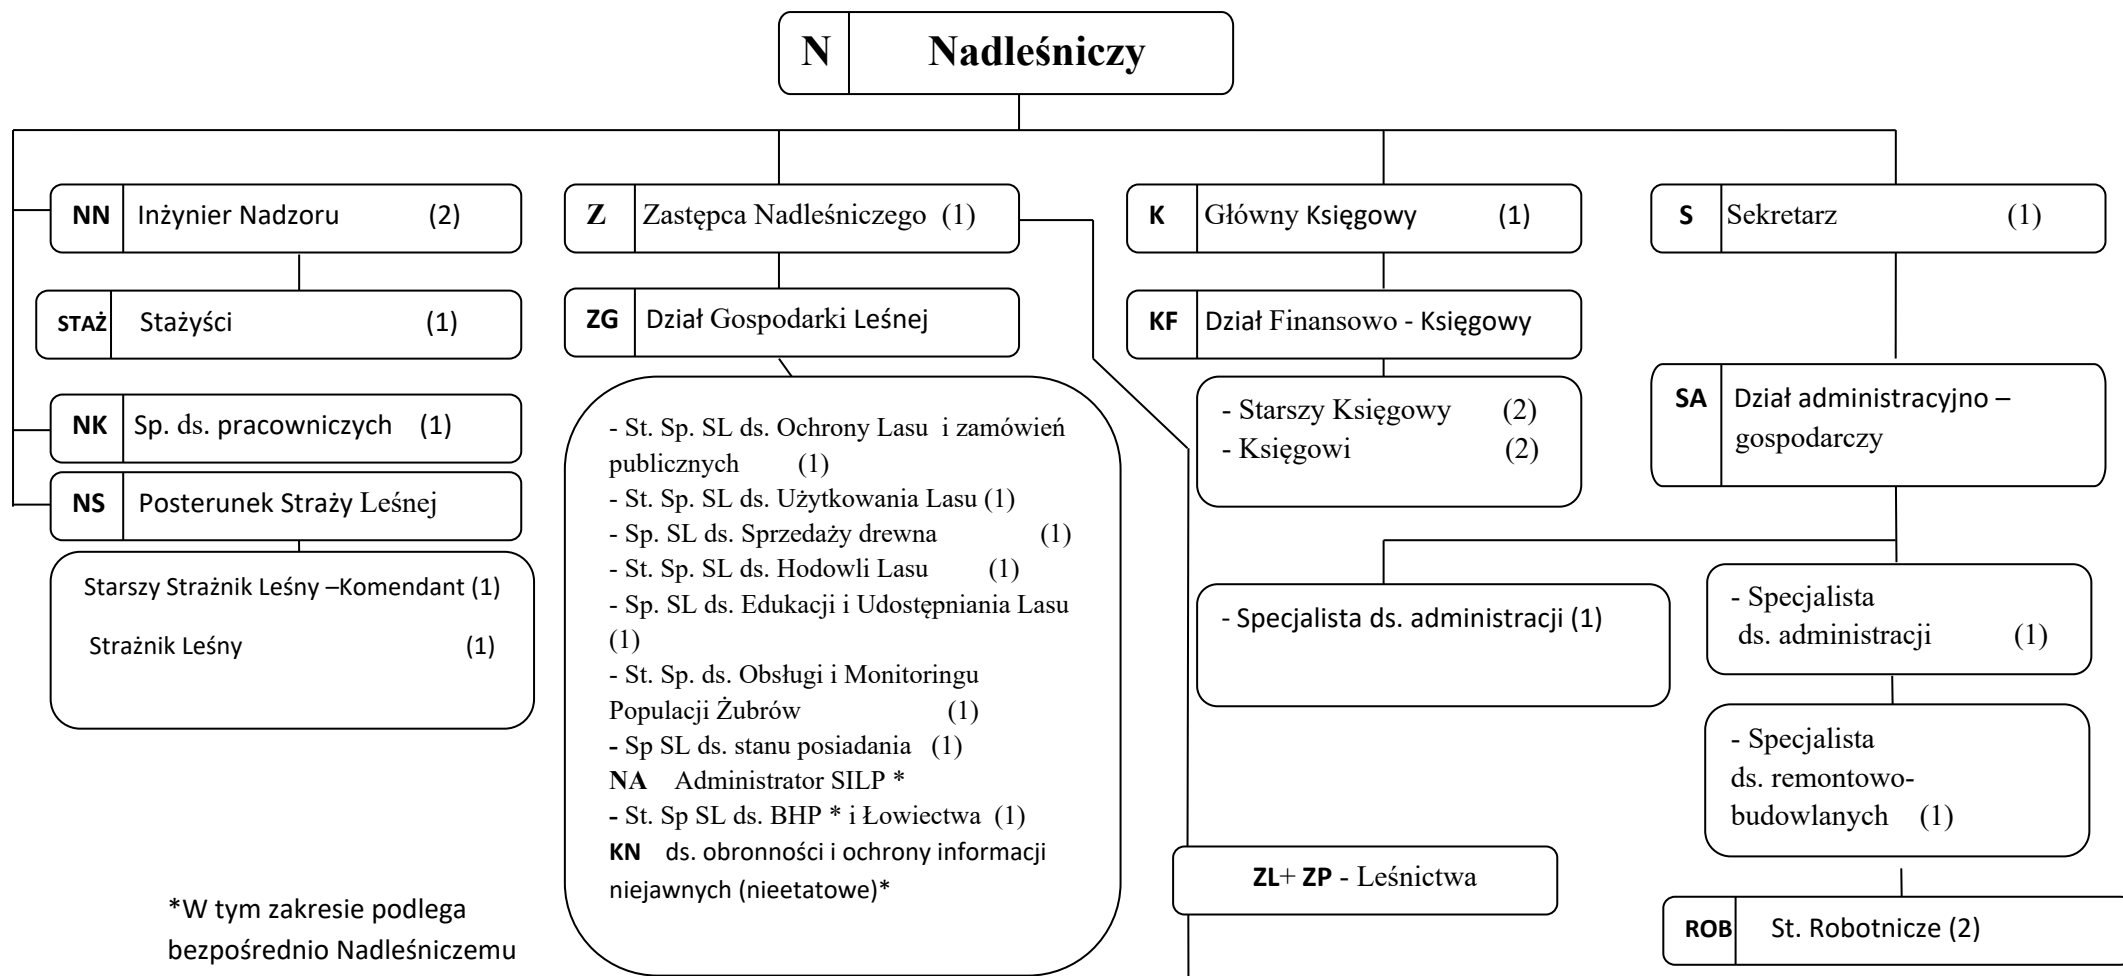 N Nadleśniczy
NN Inżynier Nadzoru (2)
Z Zastępca Nadleśniczego (1)
K Główny Księgowy (1)
S Sekretarz (1)
STAŻ Stażyści (1)
ZG Dział Gospodarki Leśnej
KF Dział Finansowo - Księgowy
SA Dział administracyjno –
gospodarczy
NK Sp. ds. pracowniczych (1)
NS Posterunek Straży Leśnej
Starszy Strażnik Leśny –Komendant (1)
Strażnik Leśny (1)
- St. Sp. SL ds. Ochrony Lasu i zamówień
publicznych (1)
- St. Sp. SL ds. Użytkowania Lasu (1)
- Sp. SL ds. Sprzedaży drewna (1)
- St. Sp. SL ds. Hodowli Lasu (1)
- Sp. SL ds. Edukacji i Udostępniania Lasu
(1)
- St. Sp. ds. Obsługi i Monitoringu
Populacji Żubrów (1)
- Sp SL ds. stanu posiadania (1)
NA Administrator SILP *
- St. Sp SL ds. BHP * i Łowiectwa (1)
KN ds. obronności i ochrony informacji
niejawnych (nieetatowe)*
- Starszy Księgowy (2)
- Księgowi (2)
- Specjalista ds. administracji (1)
- Specjalista
ds. administracji (1)
- Specjalista
ds. remontowo-
budowlanych (1)
ZL+ ZP - Leśnictwa
ROB St. Robotnicze (2)
*W tym zakresie podlega
bezpośrednio Nadleśniczemu